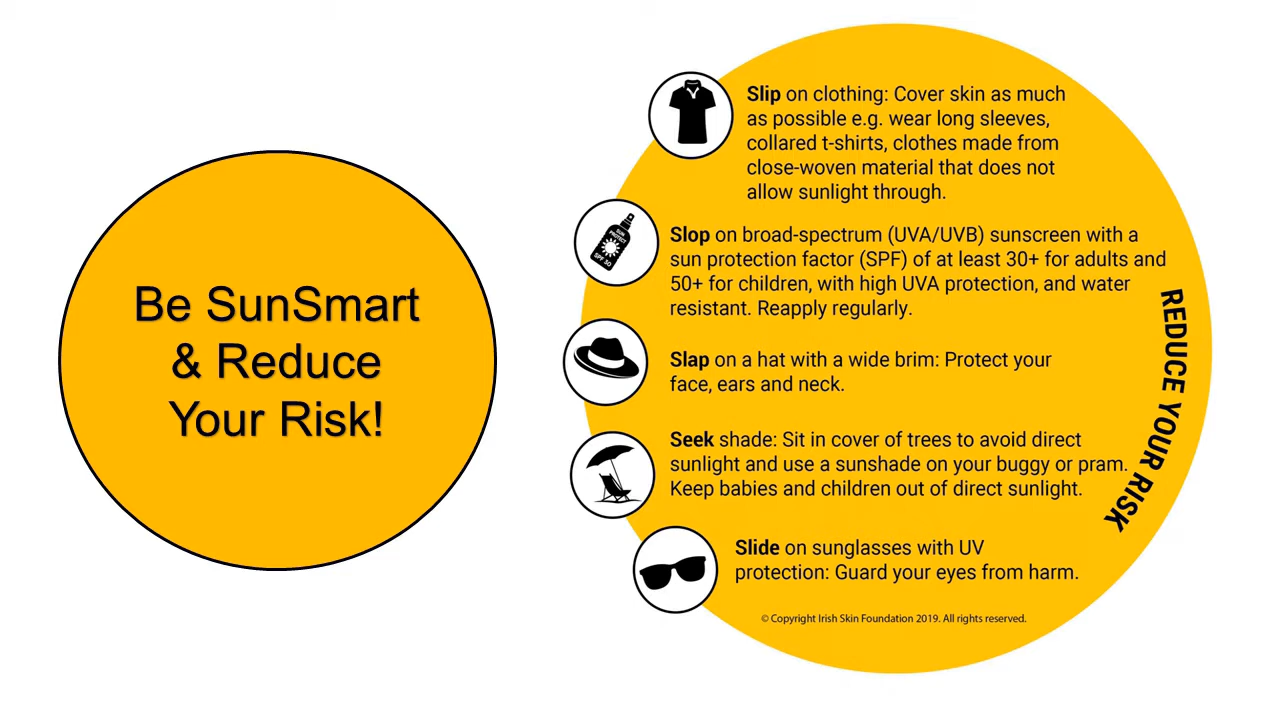 Be SunSmart
& Reduce
Your Risk!
Slip on clothing: Cover skin as much
as possible e.g. wear long sleeves,
collared t-shirts, clothes made from
close-woven material that does not
allow sunlight through.
SUN
PROTECT
SPF 30
Slop on broad-spectrum (UVA/UVB) sunscreen with a
sun protection factor (SPF) of at least 30+ for adults and
50+ for children, with high UVA protection, and water
resistant. Reapply regularly.
Slap on a hat with a wide brim: Protect your
face, ears and neck.
Seek shade: Sit in cover of trees to avoid direct
sunlight and use a sunshade on your buggy or pram.
Keep babies and children out of direct sunlight.
Slide on sunglasses with UV
protection: Guard your eyes from harm.
REDUCE YOUR RISK
© Copyright Irish Skin Foundation 2019. All rights reserved.